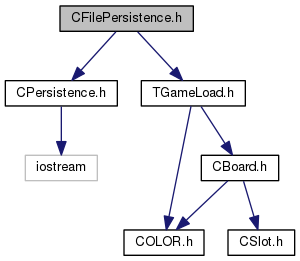 CFilePersistence.h
CPersistence.h
TGameLoad.h
iostream
CBoard.h
COLOR.h
CSlot.h